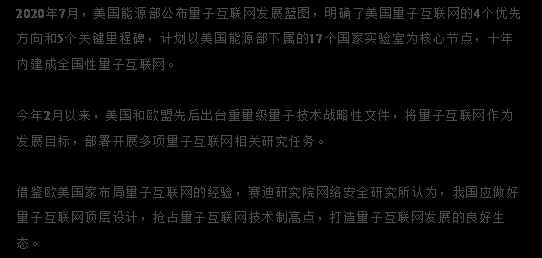 2020年7月，美国能源部公布量子互联网发展蓝图，明确了美国量子互联网的4个优先
方向和5个关键里程碑，计划以美国能源部下属的17个国家实验室为核心节点，十年
内建成全国性量子互联网。
今年2月以来，美国和欧盟先后出台重量级量子技术战略性文件，将量子互联网作为
发展目标，部署开展多项量子互联网相关研究任务。
借鉴欧美国家布局量子互联网的经验，赛迪研究院网络安全研究所认为，我国应做好
量子互联网顶层设计，抢占量子互联网技术制高点，打造量子互联网发展的良好生
态。